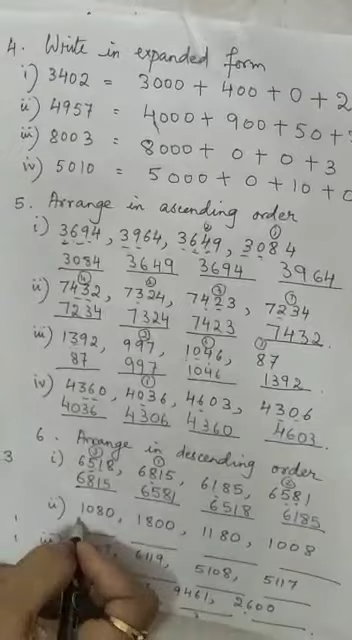 4. Write in expanded form
i) 3402 = 3000 + 400 + 0 + 2
ii) 4957 = 4000 + 900 + 50 +
iii) 8003 = 8000 + 0 + 0 + 3
iv) 5010 = 5000 + 0 + 10 + 0
5. Arrange in ascending order
i) 3694, 3964, 3649, 3084
3084 3649 3694 3964
ii) 7432, 7324, 7423, 7234
7234 7324 7423 7432
iii) 1392, 997, 1046, 87
87 997 1046 1392
iv) 4360, 4036, 4603, 4306
4036 4306 4360 4603
6. Arrange in descending order
3
i) 6518, 6815, 6185, 6581
6815 6581 6518 6185
ii) 1080, 1800, 1180, 1008
6119, 5108, 5117
9461, 2600